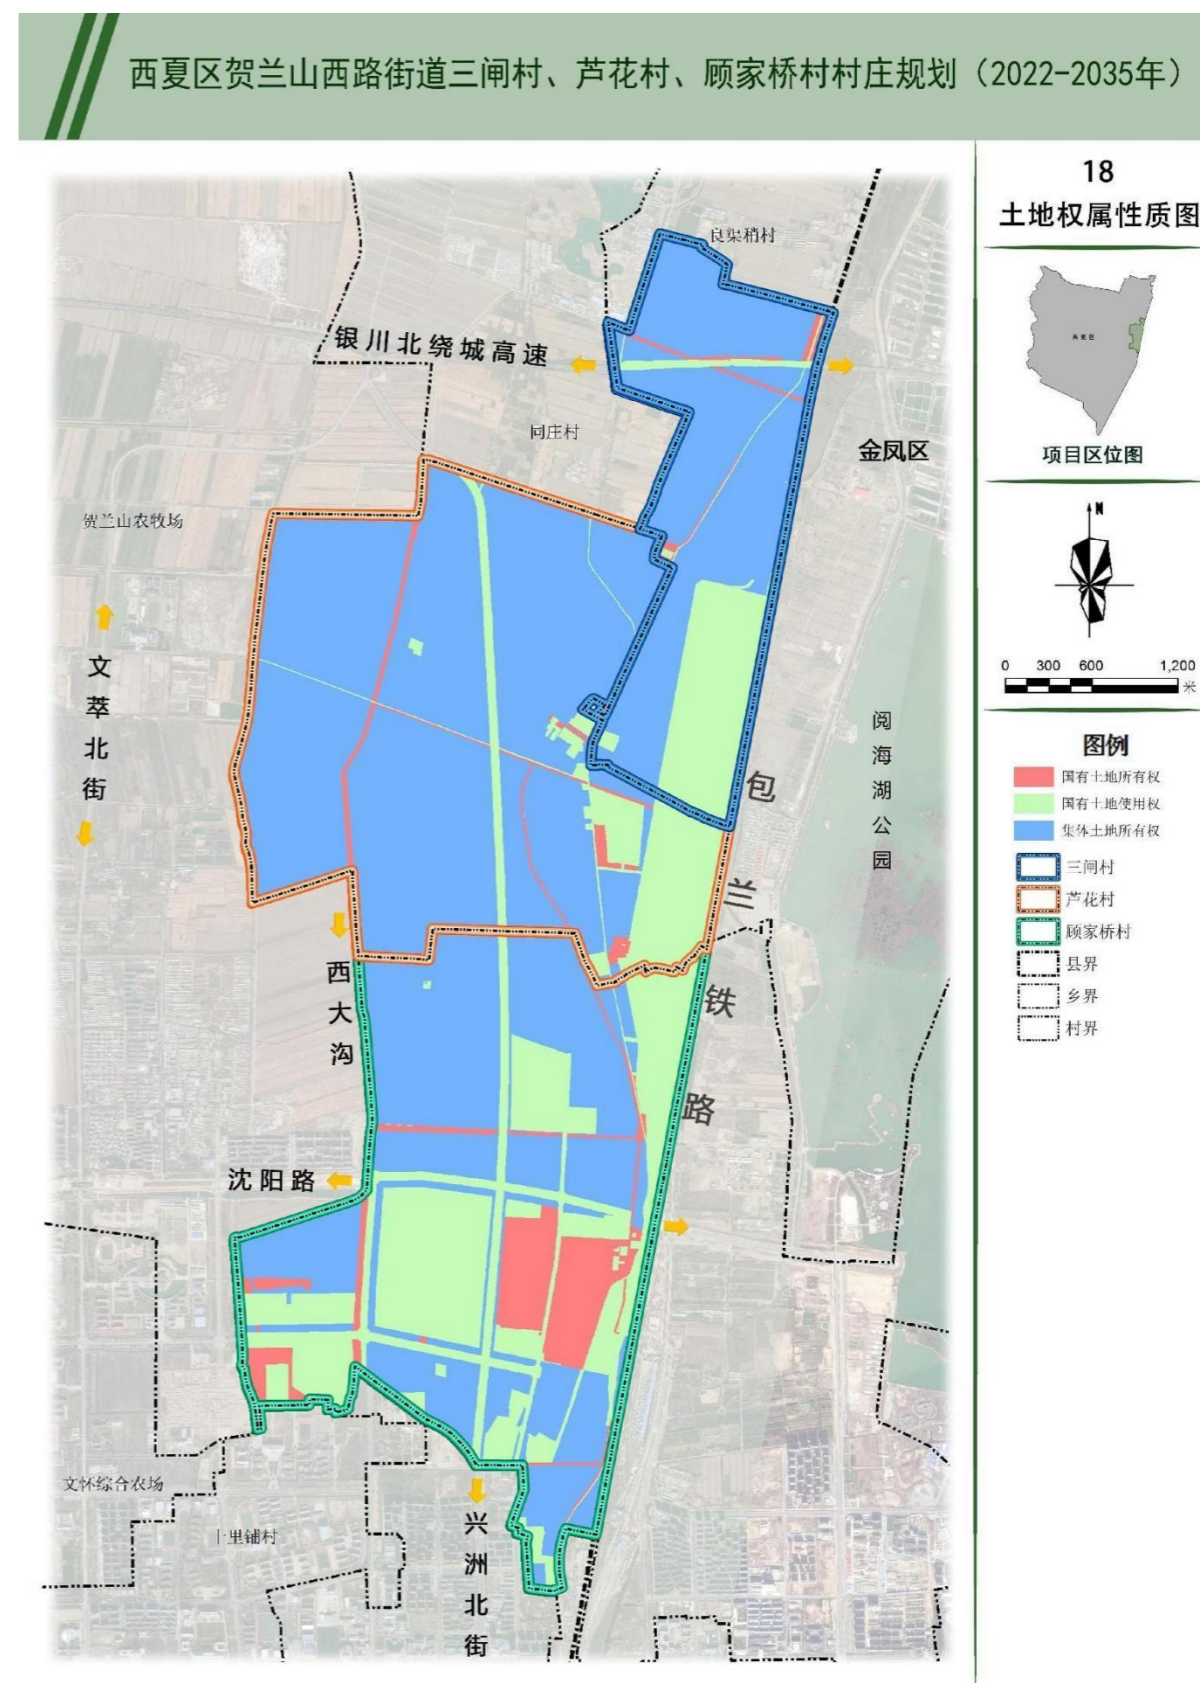 西夏区贺兰山西路街道三闸村、芦花村、顾家桥村村庄规划（2022-2035年）
18
土地权属性质图
西夏区
项目区位图
N
0 300 600 1,200
米
图例
国有土地所有权
国有土地使用权
集体土地所有权
三闸村
芦花村
顾家桥村
县界
乡界
村界
良渠稍村
银川北绕城高速
同庄村
金凤区
贺兰山农牧场
文萃北街
阅海湖公园
包兰铁路
西大沟
沈阳路
文怀综合农场
十里铺村
兴洲北街